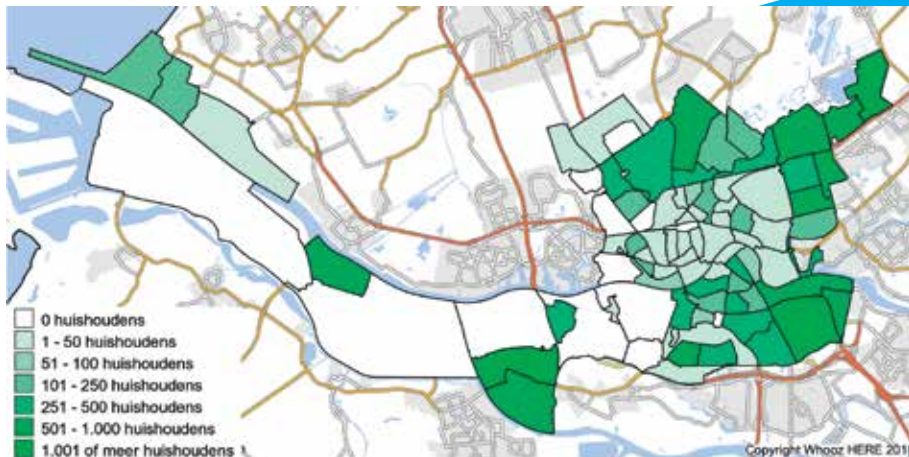 0 huishoudens
1 - 50 huishoudens
51 - 100 huishoudens
101 - 250 huishoudens
251 - 500 huishoudens
501 - 1.000 huishoudens
1.001 of meer huishoudens
Copyright Whooz HERE